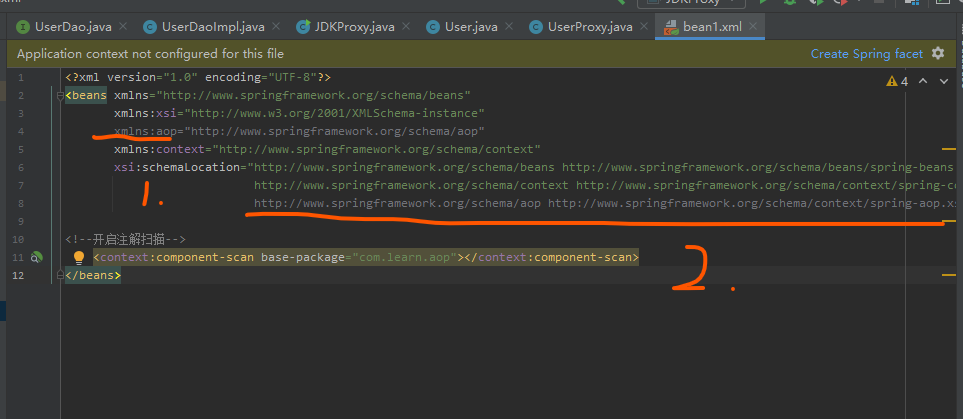 JDKProxy
UserDao.java
UserDaoImpl.java
JDKProxy.java
User.java
UserProxy.java
bean1.xml
Application context not configured for this file
Create Spring facet
4
1 <?xml version="1.0" encoding="UTF-8"?>
2 <beans xmlns="http://www.springframework.org/schema/beans"
3 xmlns:xsi="http://www.w3.org/2001/XMLSchema-instance"
4 xmlns:aop="http://www.springframework.org/schema/aop"
5 xmlns:context="http://www.springframework.org/schema/context"
6 xsi:schemaLocation="http://www.springframework.org/schema/beans http://www.springframework.org/schema/beans/spring-beans
7 http://www.springframework.org/schema/context http://www.springframework.org/schema/context/spring-co
8 http://www.springframework.org/schema/aop http://www.springframework.org/schema/context/spring-aop.xs
1.
9
10 <!--开启注解扫描-->
11 <context:component-scan base-package="com.learn.aop"></context:component-scan>
2.
12 </beans>